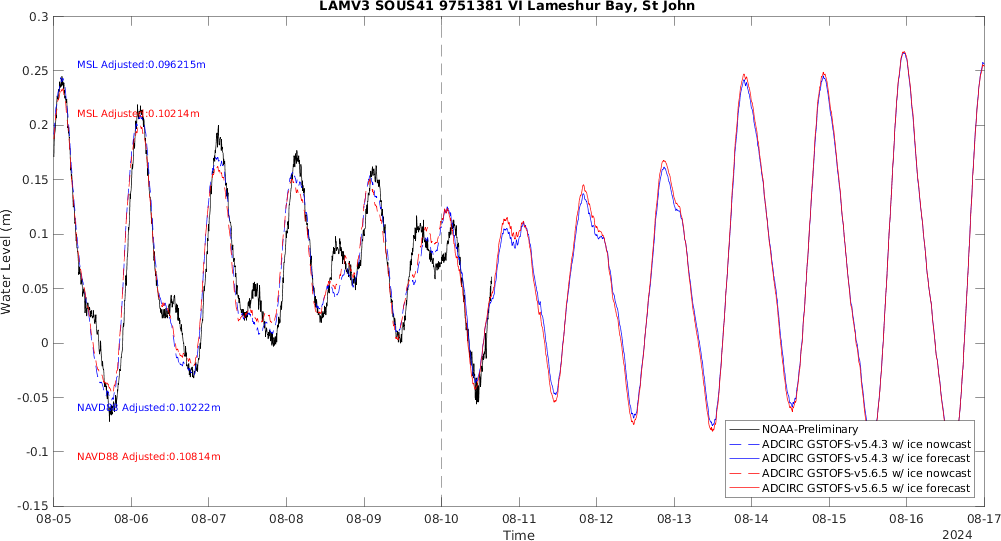 LAMV3 SOUS41 9751381 VI Lameshur Bay, St John
0.3
0.25
0.2
0.15
0.1
0.05
0
-0.05
-0.1
-0.15
Water Level (m)
MSL Adjusted:0.096215m
MSL Adjusted:0.10214m
NAVD88 Adjusted:0.10222m
NAVD88 Adjusted:0.10814m
NOAA-Preliminary
ADCIRC GSTOFS-v5.4.3 w/ ice nowcast
ADCIRC GSTOFS-v5.4.3 w/ ice forecast
ADCIRC GSTOFS-v5.6.5 w/ ice nowcast
ADCIRC GSTOFS-v5.6.5 w/ ice forecast
08-05 08-06 08-07 08-08 08-09 08-10 08-11 08-12 08-13 08-14 08-15 08-16 08-17
Time
2024